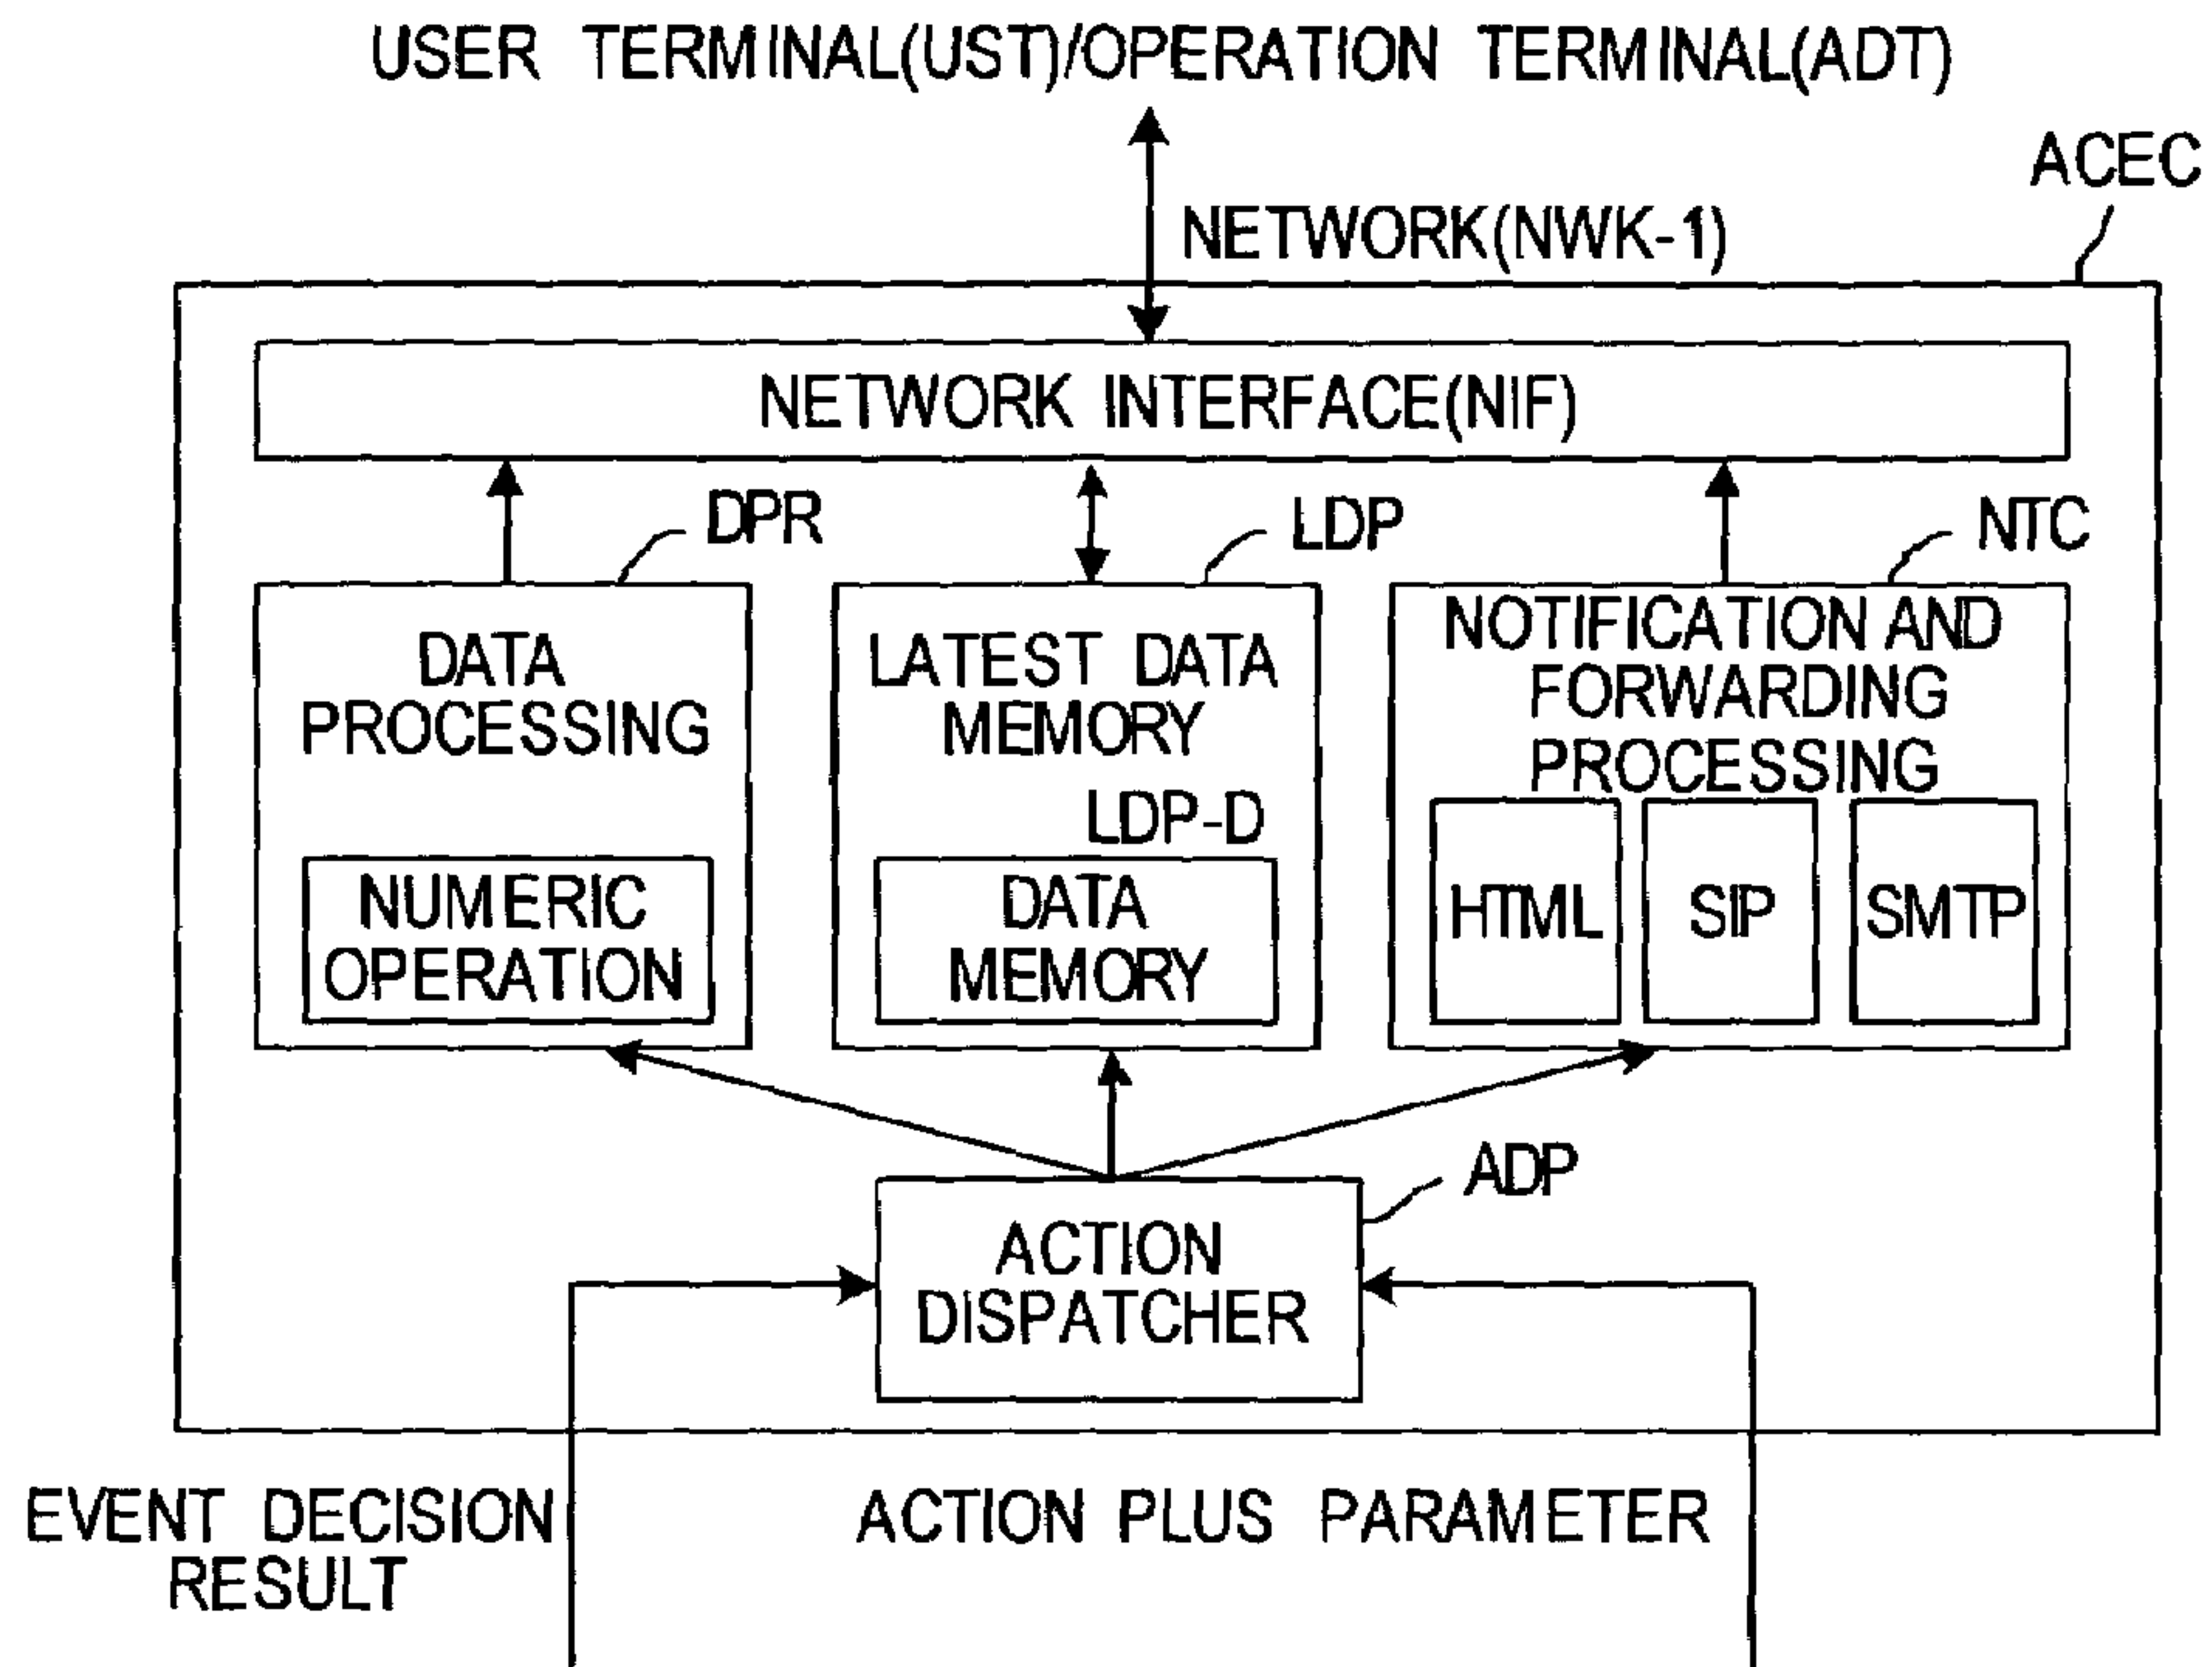 USER TERMINAL(UST)/OPERATION TERMINAL(ADT)
ACEC
NETWORK(NWK-1)
NETWORK INTERFACE(NIF)
DPR
LDP
NTC
DATA
PROCESSING
NUMERIC
OPERATION
LATEST DATA
MEMORY
LDP-D
DATA
MEMORY
NOTIFICATION AND
FORWARDING
PROCESSING
HTML
SIP
SMTP
ADP
ACTION
DISPATCHER
EVENT DECISION
RESULT
ACTION PLUS PARAMETER